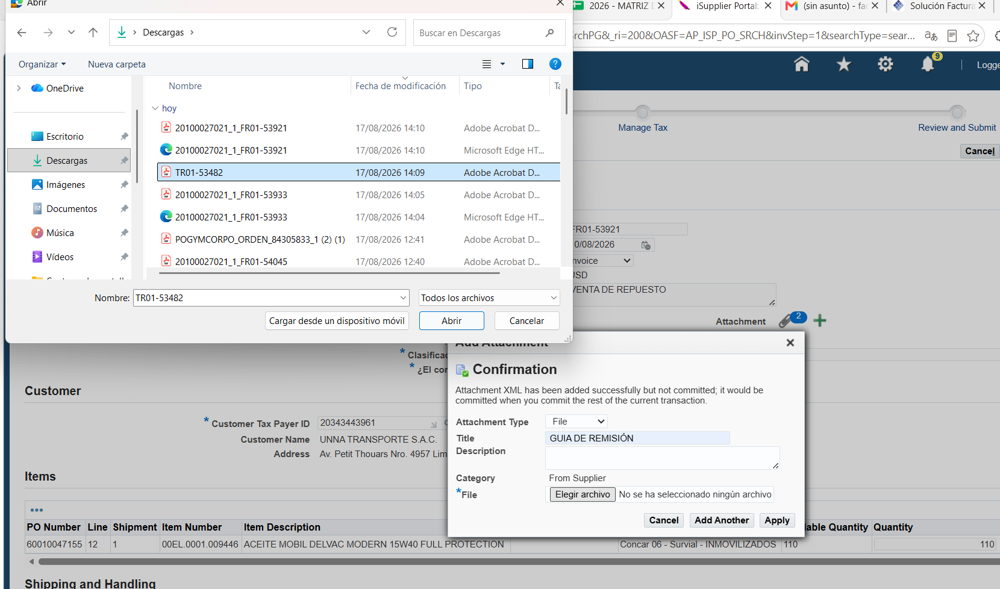 Abrir
2026 - MATRIZ
iSupplier Portal:
(sin asunto) - fac
Solución Factura
Descargas
Buscar en Descargas
srchPG&_ri=200&OASF=AP_ISP_PO_SRCH&invStep=1&searchType=sear...
Organizar
Nueva carpeta
9
Logge
OneDrive
Nombre
Fecha de modificación
Tipo
Ta
hoy
Escritorio
Descargas
Imágenes
Documentos
Música
Vídeos
20100027021_1_FR01-53921 17/08/2026 14:10 Adobe Acrobat D...
20100027021_1_FR01-53921 17/08/2026 14:10 Microsoft Edge HT...
TR01-53482 17/08/2026 14:09 Adobe Acrobat D...
20100027021_1_FR01-53933 17/08/2026 14:05 Adobe Acrobat D...
20100027021_1_FR01-53933 17/08/2026 14:04 Microsoft Edge HT...
POGYMCORPO_ORDEN_84305833_1 (2) (1) 17/08/2026 12:41 Adobe Acrobat D...
20100027021_1_FR01-54045 17/08/2026 12:40 Adobe Acrobat D...
Nombre: TR01-53482
Todos los archivos
Cargar desde un dispositivo móvil
Abrir
Cancelar
Manage Tax
Review and Submit
Cancel
FR01-53921
0/08/2026
nvoice
USD
VENTA DE REPUESTO
Attachment 2
* Clasificac
* ¿El con
Add Attachment
Confirmation
Attachment XML has been added successfully but not committed; it would be
committed when you commit the rest of the current transaction.
Attachment Type File
Title GUIA DE REMISIÓN
Description
Category From Supplier
*File Elegir archivo No se ha seleccionado ningún archivo
Cancel Add Another Apply
Customer
* Customer Tax Payer ID 20343443961
Customer Name UNNA TRANSPORTE S.A.C.
Address Av. Petit Thouars Nro. 4957 Lim
Items
PO Number Line Shipment Item Number Item Description lable Quantity Quantity
60010047155 12 1 00EL.0001.009446 ACEITE MOBIL DELVAC MODERN 15W40 FULL PROTECTION Concar 06 - Survial - INMOVILIZADOS 110 110
Shipping and Handling